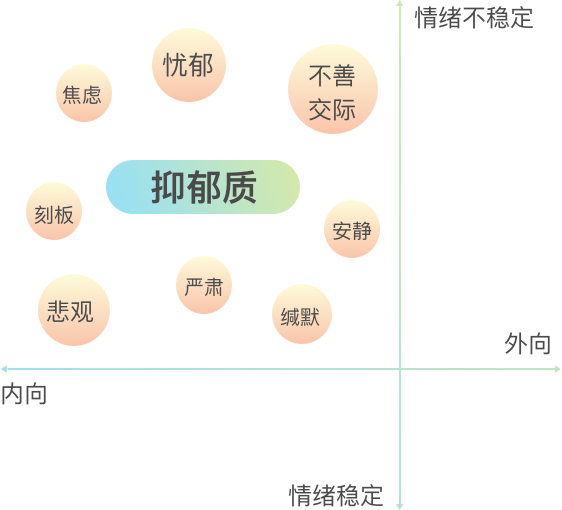 情绪不稳定
忧郁
不善
交际
焦虑
抑郁质
刻板
安静
严肃
悲观
缄默
外向
内向
情绪稳定